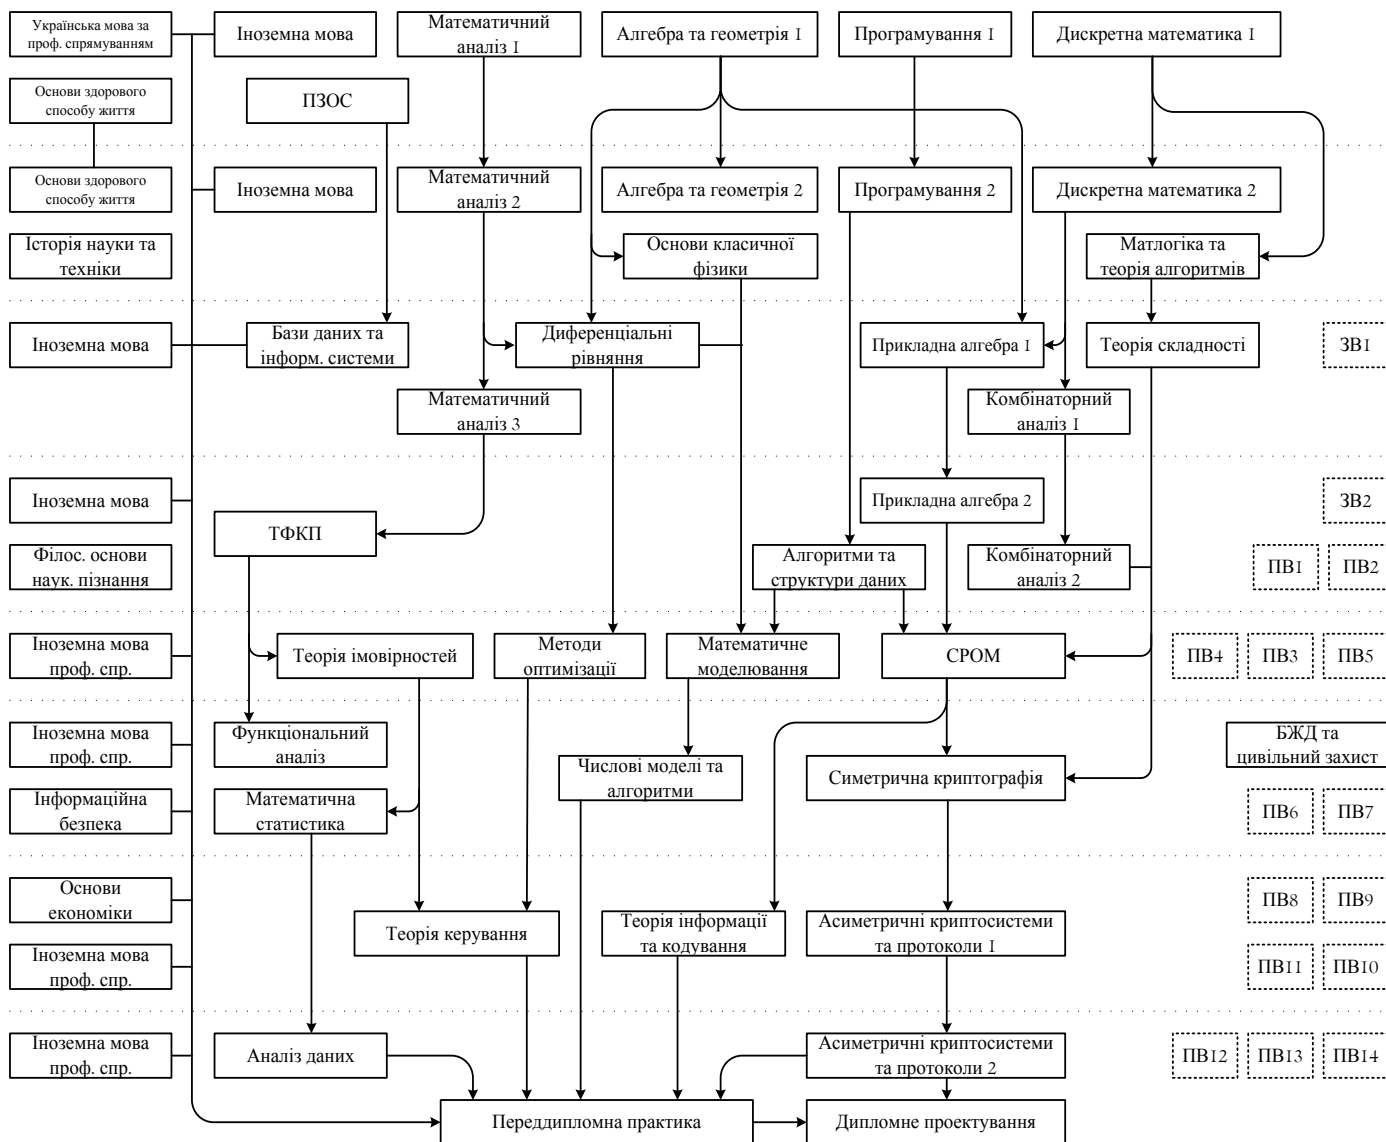 Українська мова за
проф. спрямуванням
Іноземна мова
Математичний
аналіз 1
Алгебра та геометрія 1
Програмування 1
Дискретна математика 1
Основи здорового
способу життя
ПЗОС
Основи здорового
способу життя
Іноземна мова
Математичний
аналіз 2
Алгебра та геометрія 2
Програмування 2
Дискретна математика 2
Історія науки та
техніки
Основи класичної
фізики
Матлогіка та
теорія алгоритмів
Іноземна мова
Бази даних та
інформ. системи
Диференціальні
рівняння
Прикладна алгебра 1
Теорія складності
ЗВ1
Математичний
аналіз 3
Комбінаторний
аналіз 1
Іноземна мова
Прикладна алгебра 2
ЗВ2
ТФКП
Філос. основи
наук. пізнання
Алгоритми та
структури даних
Комбінаторний
аналіз 2
ПВ1
ПВ2
Іноземна мова
проф. спр.
Теорія імовірностей
Методи
оптимізації
Математичне
моделювання
СРОМ
ПВ4
ПВ3
ПВ5
Іноземна мова
проф. спр.
Функціональний
аналіз
Числові моделі та
алгоритми
Симетрична криптографія
БЖД та
цивільний захист
Інформаційна
безпека
Математична
статистика
ПВ6
ПВ7
Основи
економіки
Теорія керування
Теорія інформації
та кодування
Асиметричні криптосистеми
та протоколи 1
ПВ8
ПВ9
Іноземна мова
проф. спр.
ПВ11
ПВ10
Іноземна мова
проф. спр.
Аналіз даних
Асиметричні криптосистеми
та протоколи 2
ПВ12
ПВ13
ПВ14
Переддипломна практика
Дипломне проектування